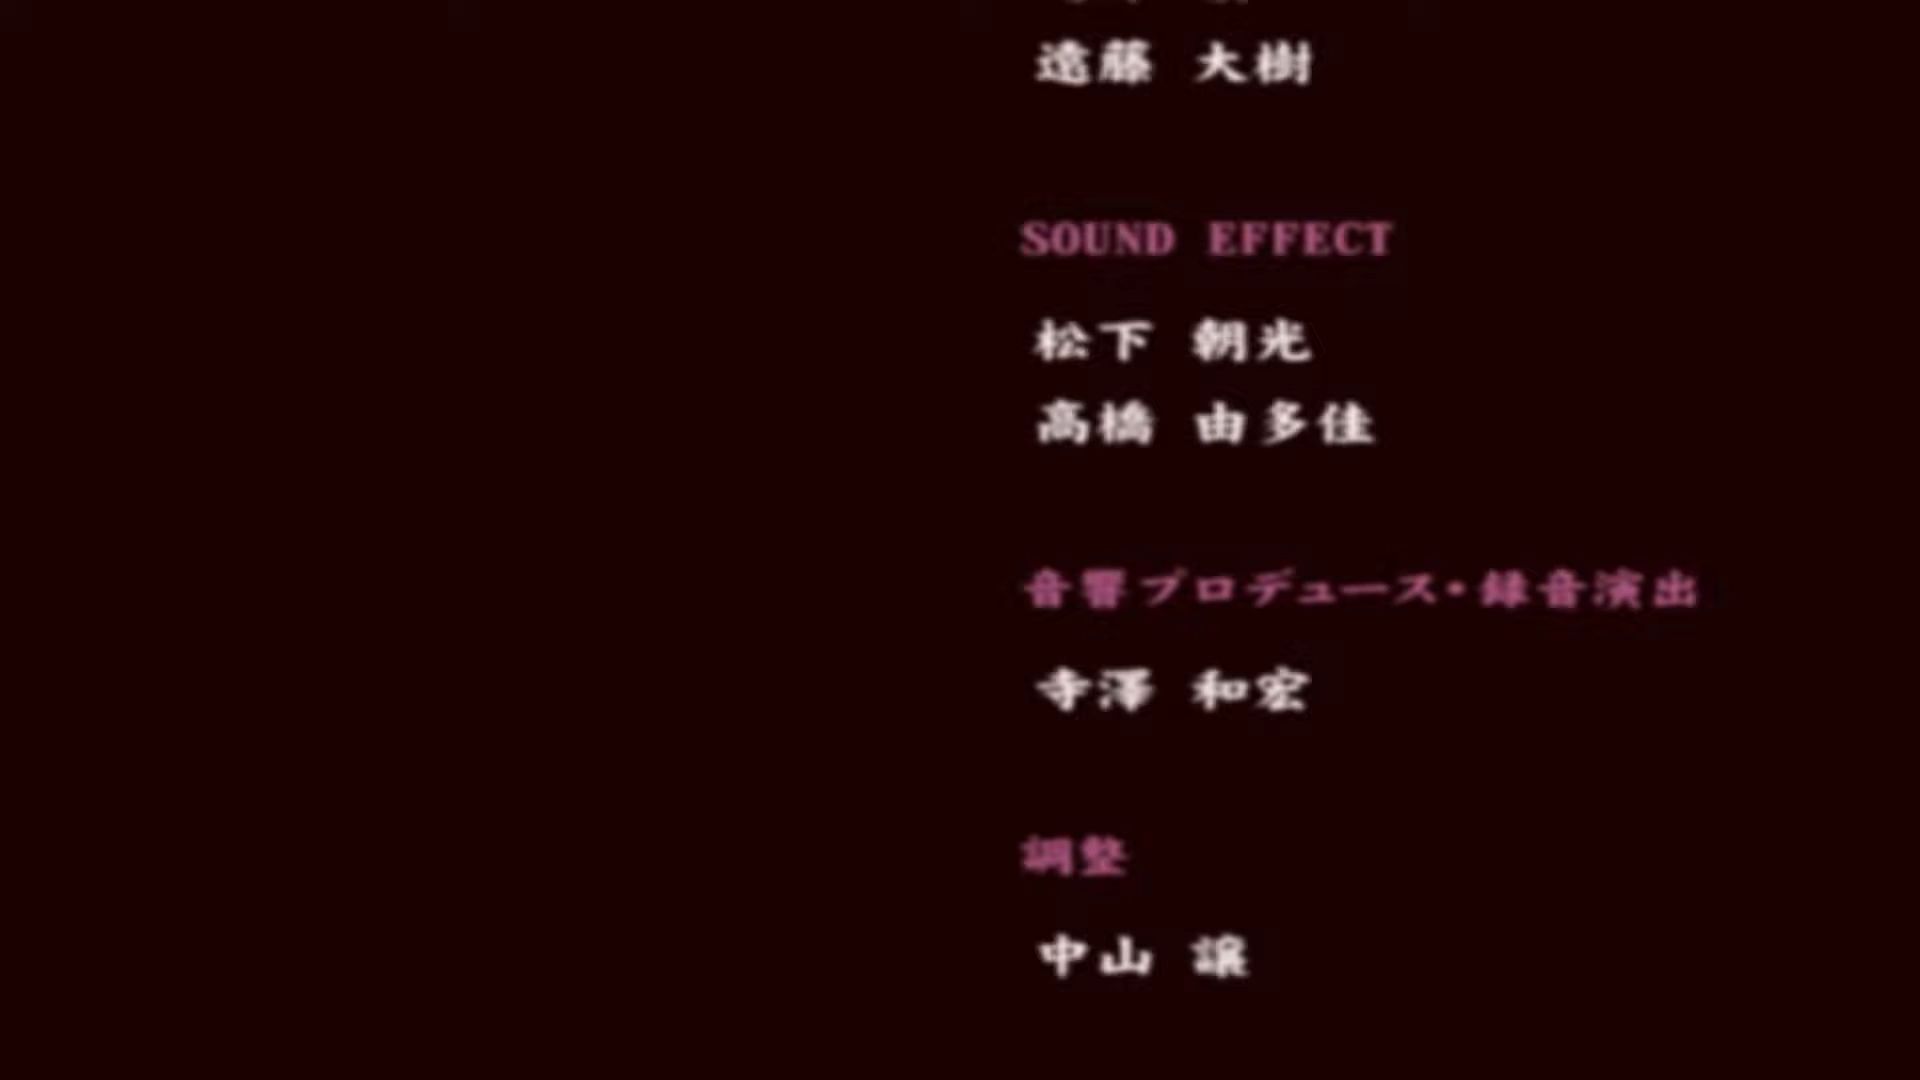 遠藤 大樹
SOUND EFFECT
松下 朝光
高橋 由多佳
音響プロデュース・録音演出
寺澤 和宏
調整
中山 譲